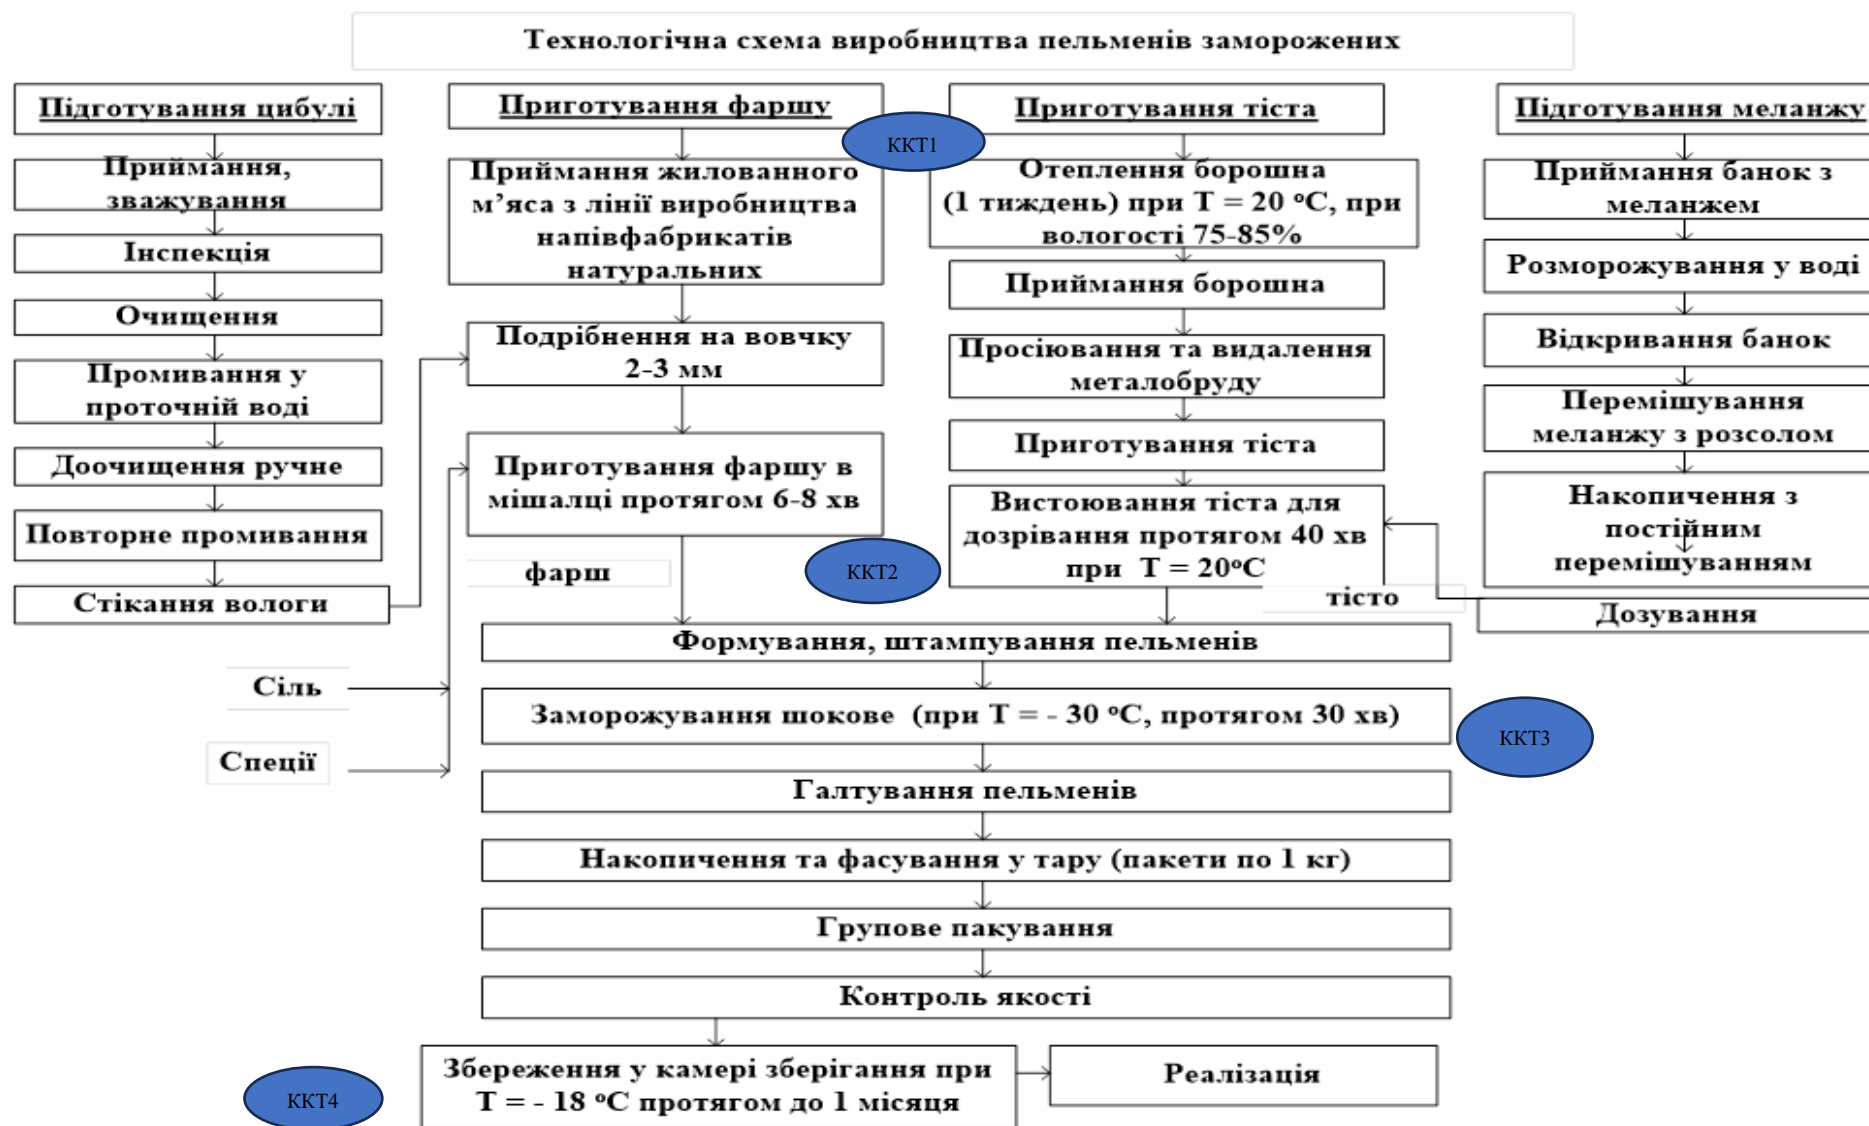 Технологічна схема виробництва пельменів заморожених
Підготування цибулі
Приймання,
зважування
Інспекція
Очищення
Промивання у
проточній воді
Доочищення ручне
Повторне промивання
Стікання вологи
Приготування фаршу
ККТ1
Приймання жилованного
м’яса з лінії виробництва
напівфабрикатів
натуральних
Подрібнення на вовчку
2-3 мм
Приготування фаршу в
мішалці протягом 6-8 хв
фарш
Сіль
Спеції
Приготування тіста
Отеплення борошна
(1 тиждень) при Т = 20 °С, при
вологості 75-85%
Приймання борошна
Просіювання та видалення
металобруду
Приготування тіста
Вистоювання тіста для
дозрівання протягом 40 хв
при Т = 20°С
ККТ2
тісто
Підготування меланжу
Приймання банок з
меланжем
Розморожування у воді
Відкривання банок
Перемішування
меланжу з розсолом
Накопичення з
постійним
перемішуванням
Дозування
Формування, штампування пельменів
Заморожування шокове (при Т = - 30 °С, протягом 30 хв)
ККТ3
Галтування пельменів
Накопичення та фасування у тару (пакети по 1 кг)
Групове пакування
Контроль якості
Збереження у камері зберігання при
Т = - 18 °С протягом до 1 місяця
ККТ4
Реалізація